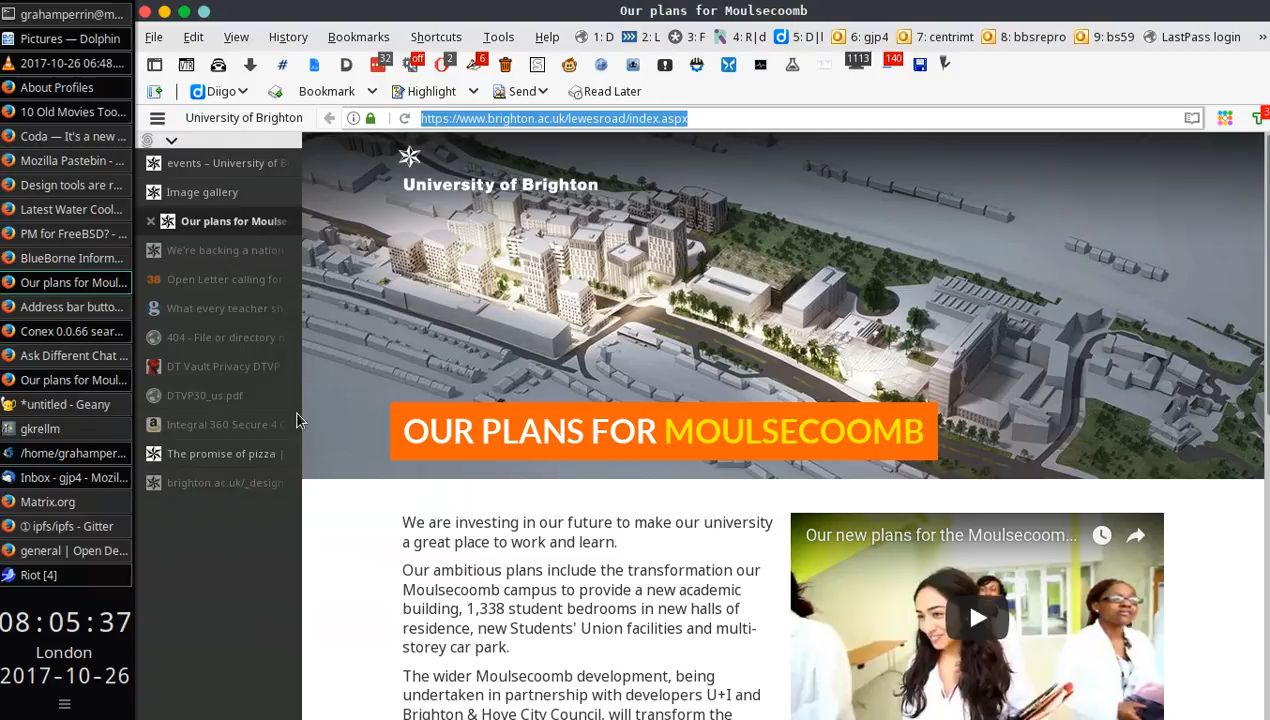 grahamperrin@m...
Pictures — Dolphin
2017-10-26 06:48....
About Profiles
10 Old Movies Too...
Coda — It's a new ...
Mozilla Pastebin - ...
Design tools are r...
Latest Water Cool...
PM for FreeBSD? - ...
BlueBorne Inform...
Our plans for Moul...
Address bar butto...
Conex 0.0.66 sear...
Ask Different Chat ...
Our plans for Moul...
*untitled - Geany
gkrellm
/home/grahamper...
Inbox - gjp4 - Mozil...
Matrix.org
① ipfs/ipfs - Gitter
general | Open De...
Riot [4]
08:05:37
London
2017-10-26
Our plans for Moulsecoomb
File Edit View History Bookmarks Tools Help 1: D 2: L 3: F 4: R|d 5: D|l 6: gjp4 7: centrimt 8: bbsrepro 9: bs59 LastPass login »
32 off 2 6 1113 140
Diigo Bookmark Highlight Send Read Later
University of Brighton https://www.brighton.ac.uk/lewesroad/index.aspx 3
events – University of B
Image gallery
Our plans for Moulse
We're backing a nation
38 Open Letter calling for
What every teacher sh
404 - File or directory n
DT Vault Privacy DTVP
DTVP30_us.pdf
Integral 360 Secure 4 G
The promise of pizza |
brighton.ac.uk/_design
University of Brighton
OUR PLANS FOR MOULSECOOMB
We are investing in our future to make our university
a great place to work and learn.
Our ambitious plans include the transformation our
Moulsecoomb campus to provide a new academic
building, 1,338 student bedrooms in new halls of
residence, new Students' Union facilities and multi-
storey car park.
The wider Moulsecoomb development, being
undertaken in partnership with developers U+I and
Brighton & Hove City Council, will transform the
Our new plans for the Moulsecoom...